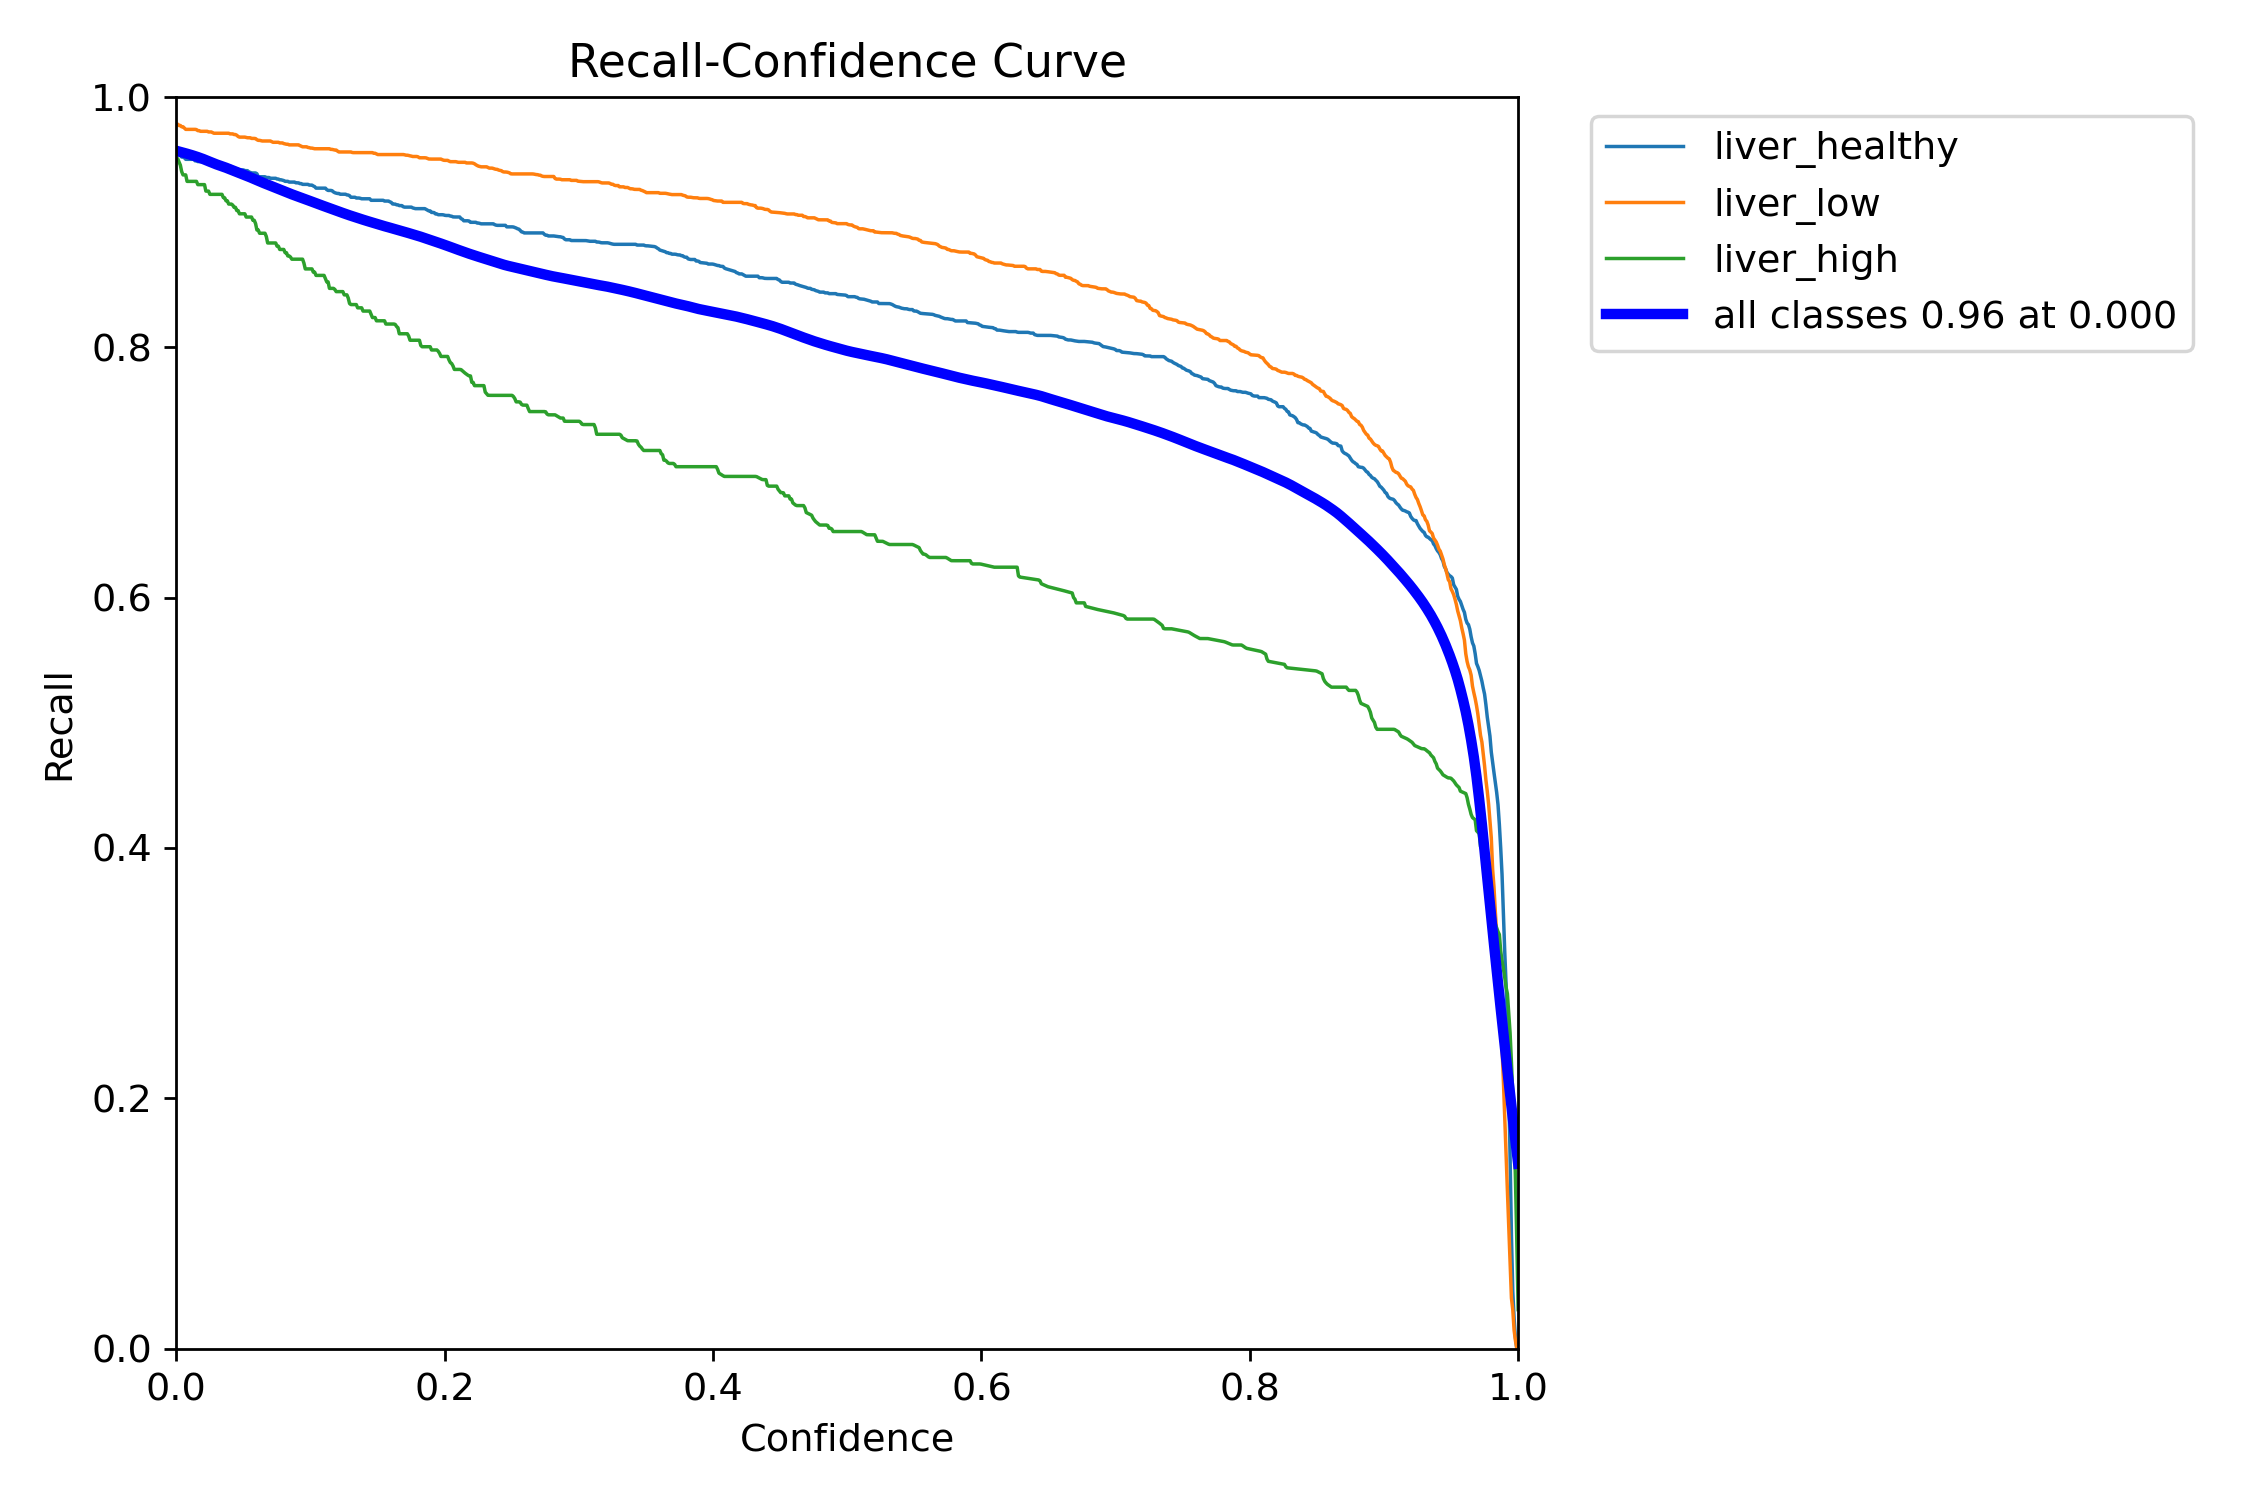 Recall-Confidence Curve
1.0
0.8
0.6
0.4
0.2
0.0
Recall
0.0 0.2 0.4 0.6 0.8 1.0
Confidence
liver_healthy
liver_low
liver_high
all classes 0.96 at 0.000